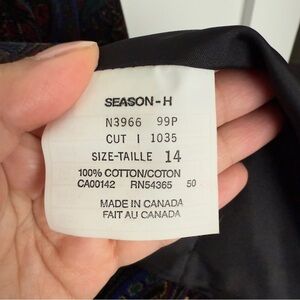 SEASON-H
N3966 99P
CUT | 1035
SIZE-TAILLE 14
100% COTTON/COTON
CA00142 RN54365 50
MADE IN CANADA
FAIT AU CANADA